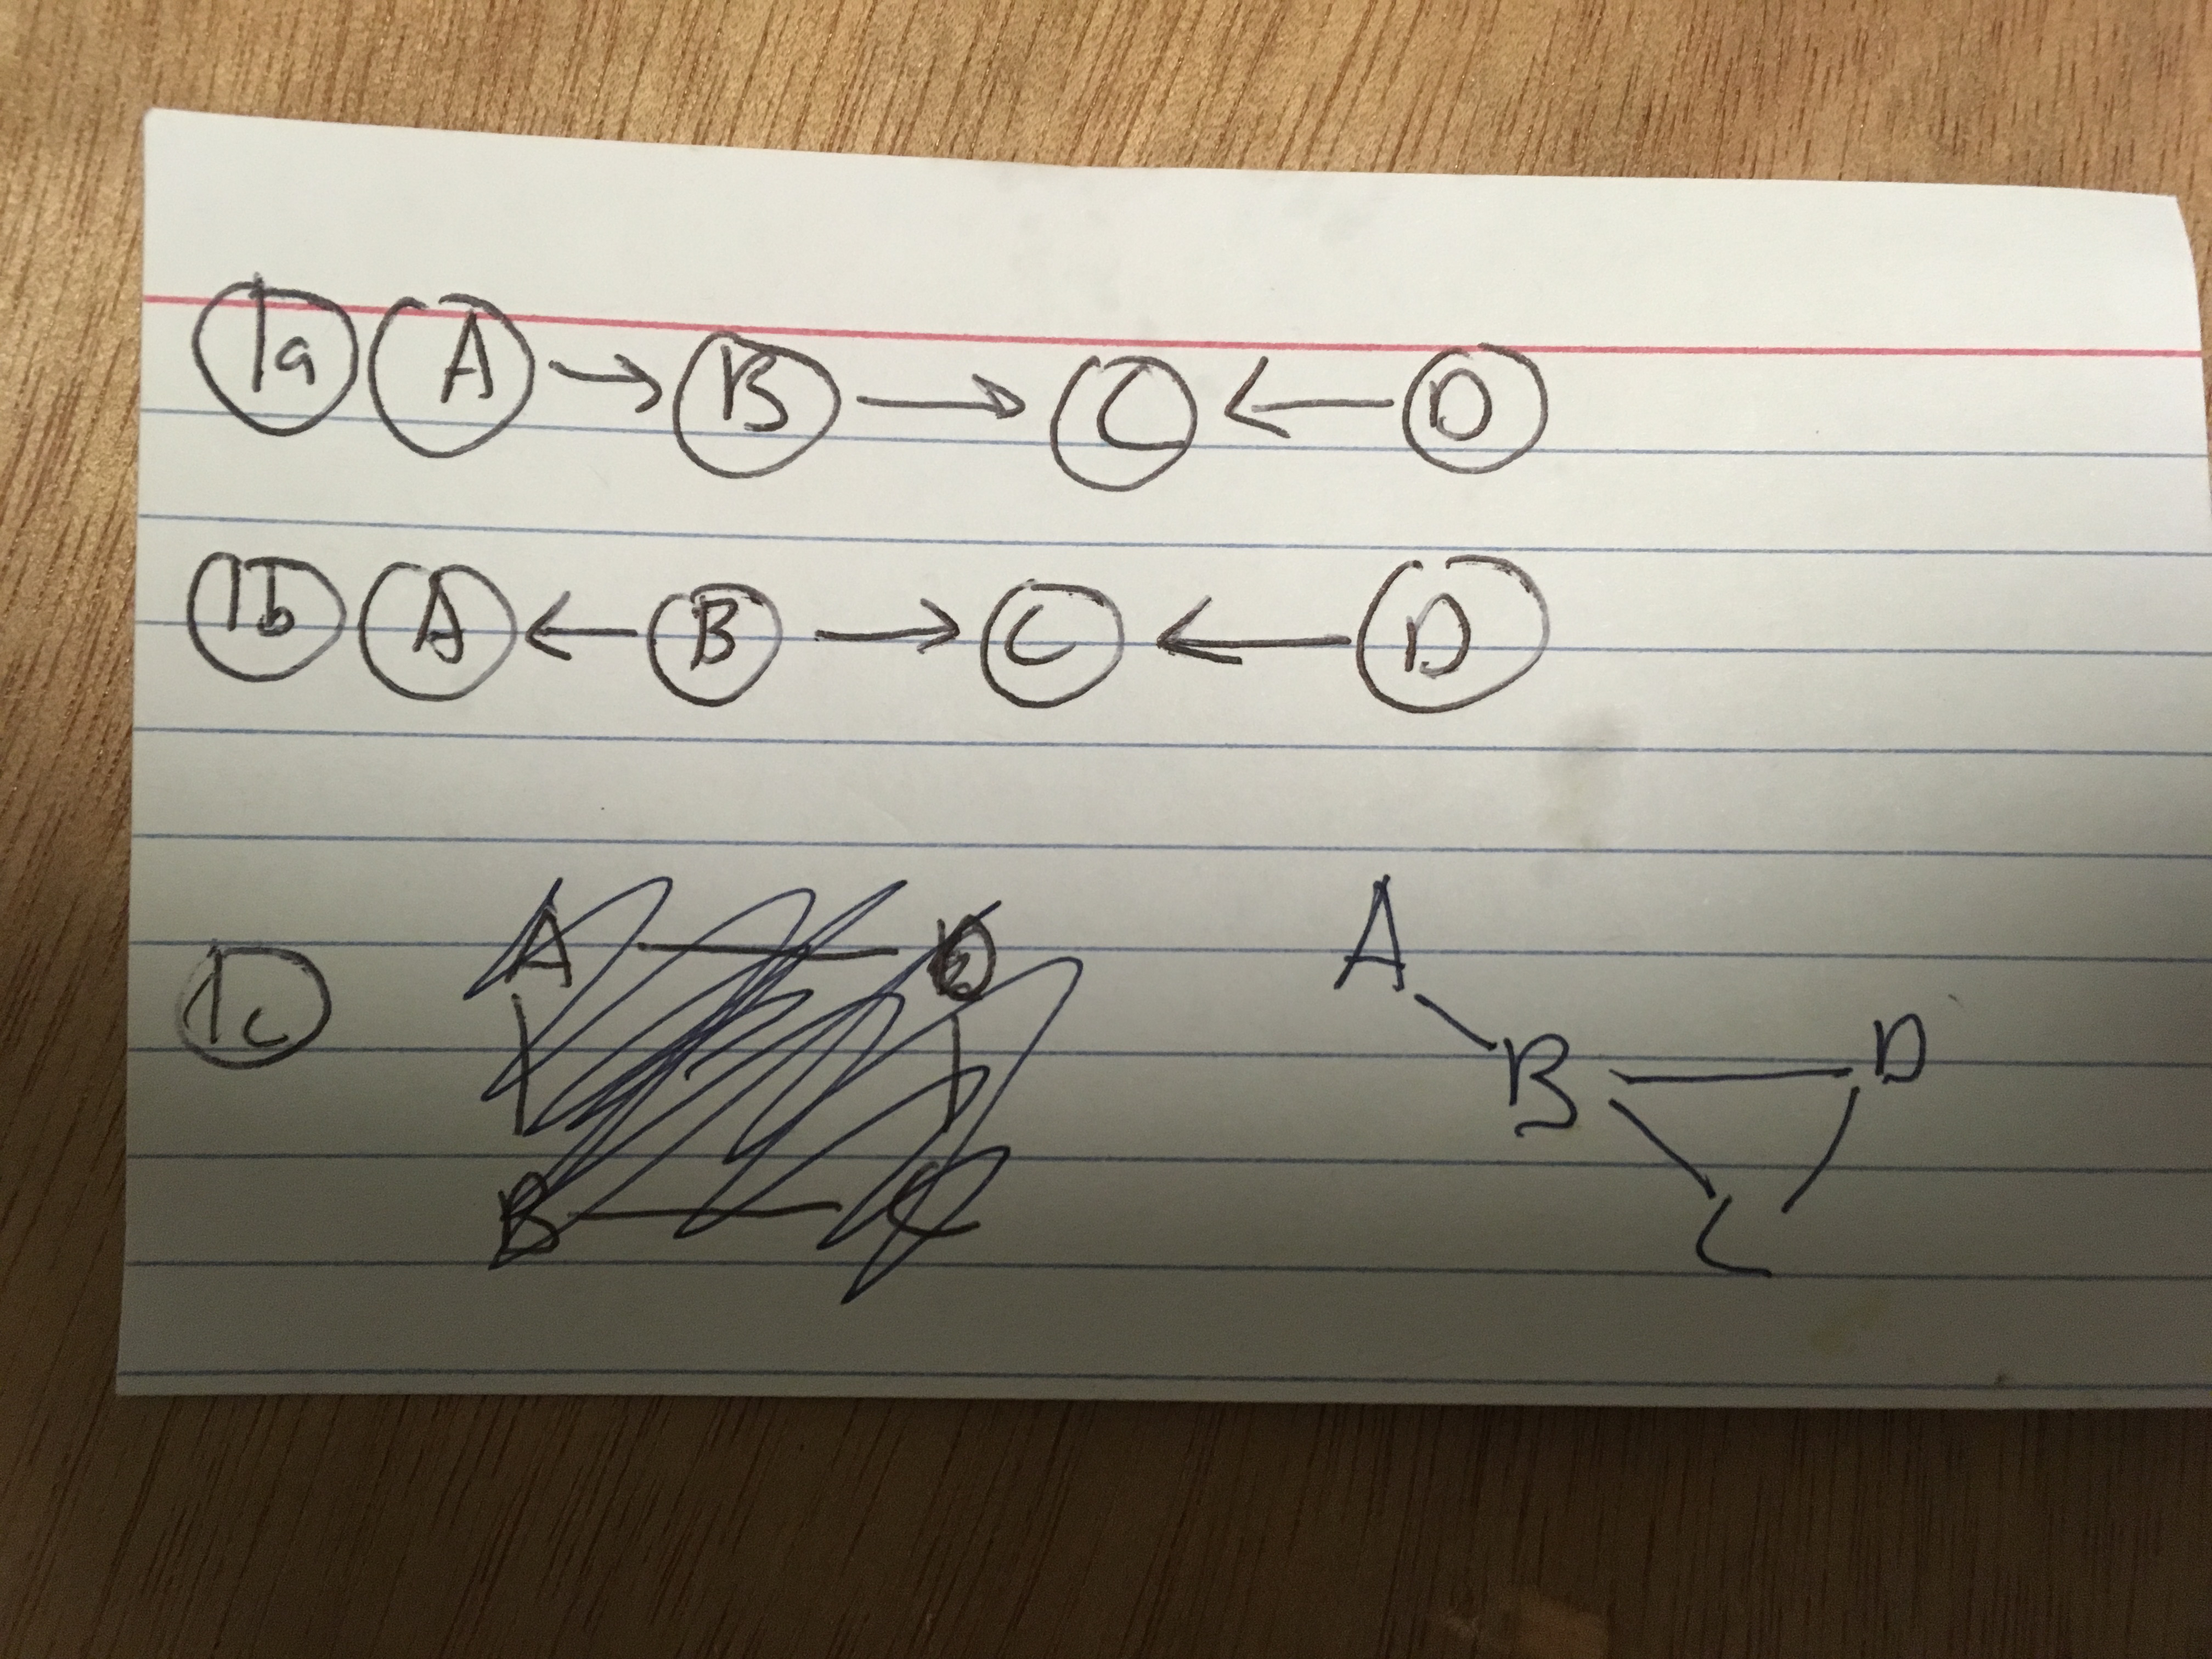 1a A → B → C ← D
1b A ← B → C ← D
A — D A
1c B D
B — C C